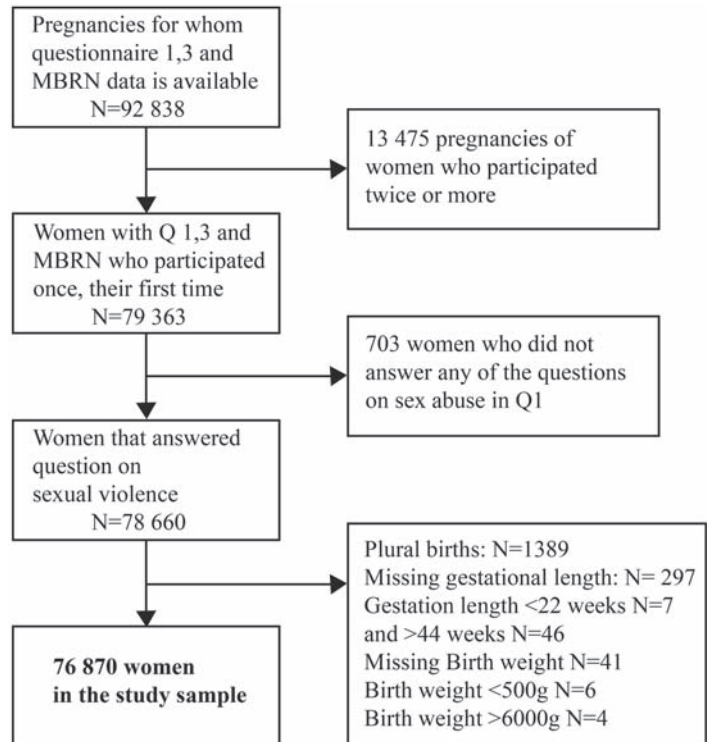 Pregnancies for whom
questionnaire 1,3 and
MBRN data is available
N=92 838
13 475 pregnancies of
women who participated
twice or more
Women with Q 1,3 and
MBRN who participated
once, their first time
N=79 363
703 women who did not
answer any of the questions
on sex abuse in Q1
Women that answered
question on
sexual violence
N=78 660
Plural births: N=1389
Missing gestational length: N= 297
Gestation length <22 weeks N=7
and >44 weeks N=46
Missing Birth weight N=41
Birth weight <500g N=6
Birth weight >6000g N=4
76 870 women
in the study sample